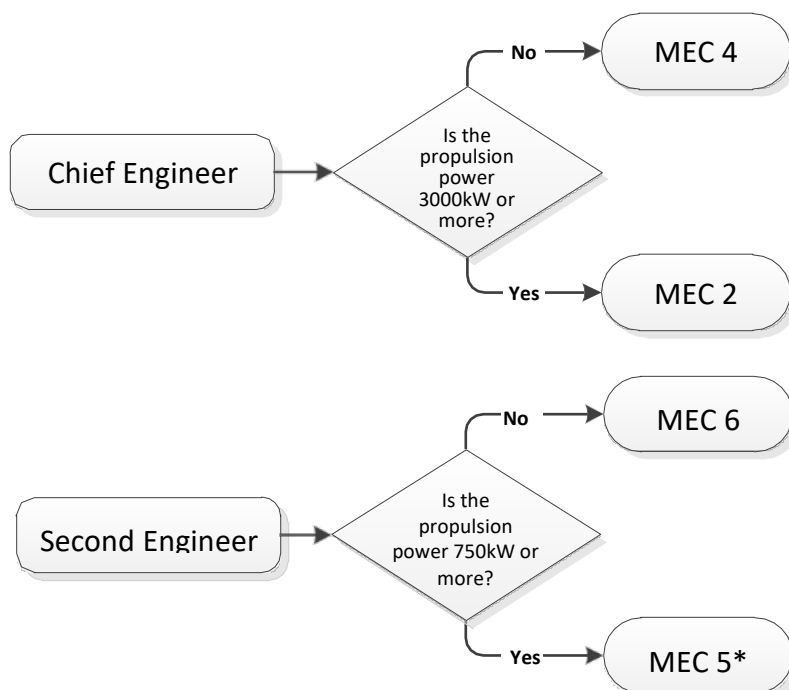 No
MEC 4
Is the
propulsion
power
3000kW or
more?
Chief Engineer
Yes
MEC 2
No
MEC 6
Is the
propulsion
power 750kW or
more?
Second Engineer
Yes
MEC 5*